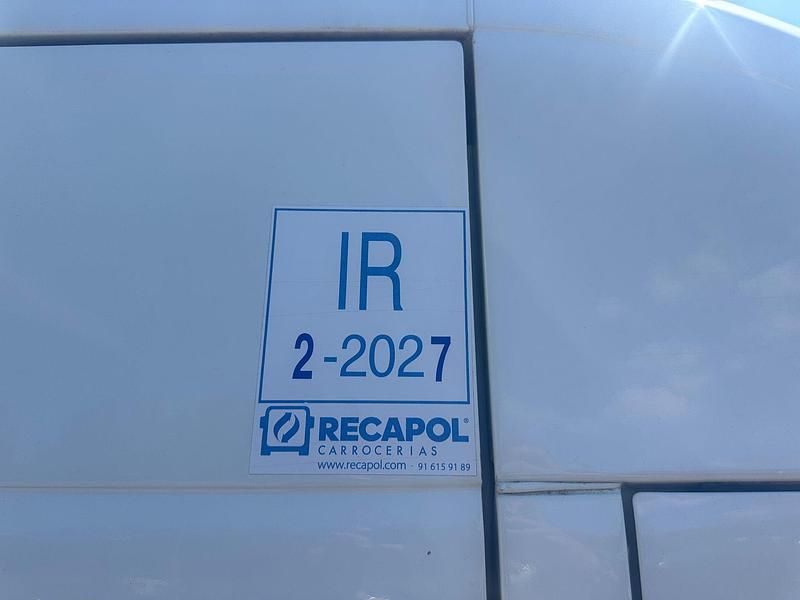 IR
2-2027
RECAPOL®
CARROCERIAS
www.recapol.com · 91 615 91 89